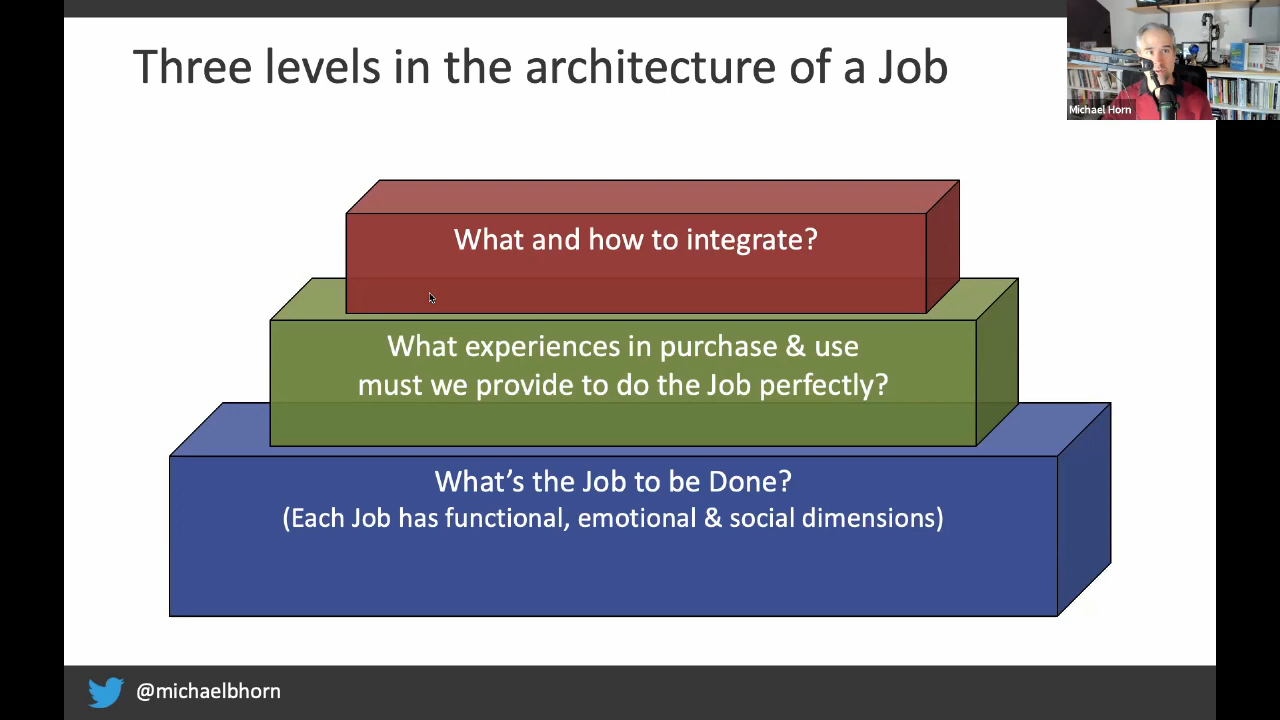 Three levels in the architecture of a Job
Michael Horn
What and how to integrate?
What experiences in purchase & use
must we provide to do the Job perfectly?
What's the Job to be Done?
(Each Job has functional, emotional & social dimensions)
@michaelbhorn